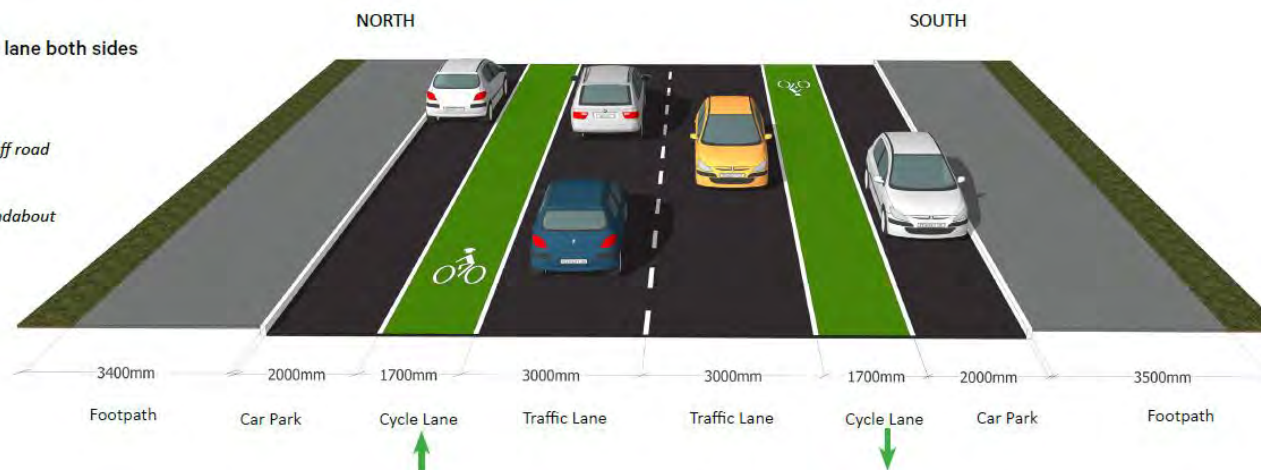 NORTH
SOUTH
lane both sides
ff road
ndabout
3400mm
2000mm
1700mm
3000mm
3000mm
1700mm
2000mm
3500mm
Footpath
Car Park
Cycle Lane
Traffic Lane
Traffic Lane
Cycle Lane
Car Park
Footpath